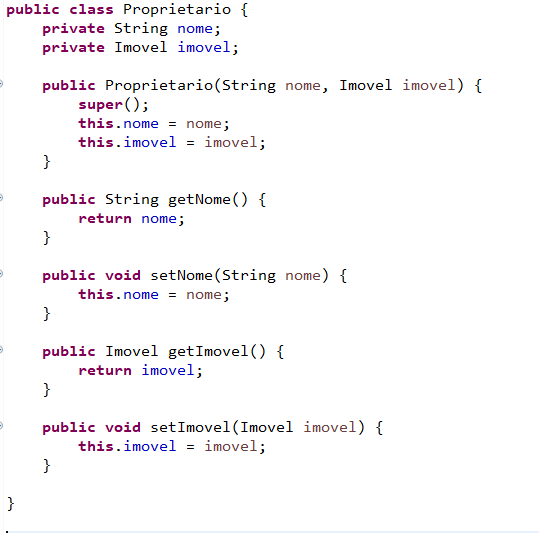 public class Proprietario {
    private String nome;
    private Imovel imovel;

    public Proprietario(String nome, Imovel imovel) {
        super();
        this.nome = nome;
        this.imovel = imovel;
    }

    public String getNome() {
        return nome;
    }

    public void setNome(String nome) {
        this.nome = nome;
    }

    public Imovel getImovel() {
        return imovel;
    }

    public void setImovel(Imovel imovel) {
        this.imovel = imovel;
    }

}